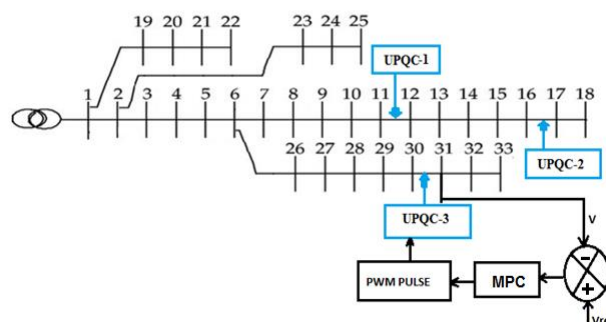 19 20 21 22
23 24 25
UPQC-1
1 2 3 4 5 6 7 8 9 10 11 12 13 14 15 16 17 18
26 27 28 29 30 31 32 33
UPQC-2
UPQC-3
V
-
+
PWM PULSE
MPC